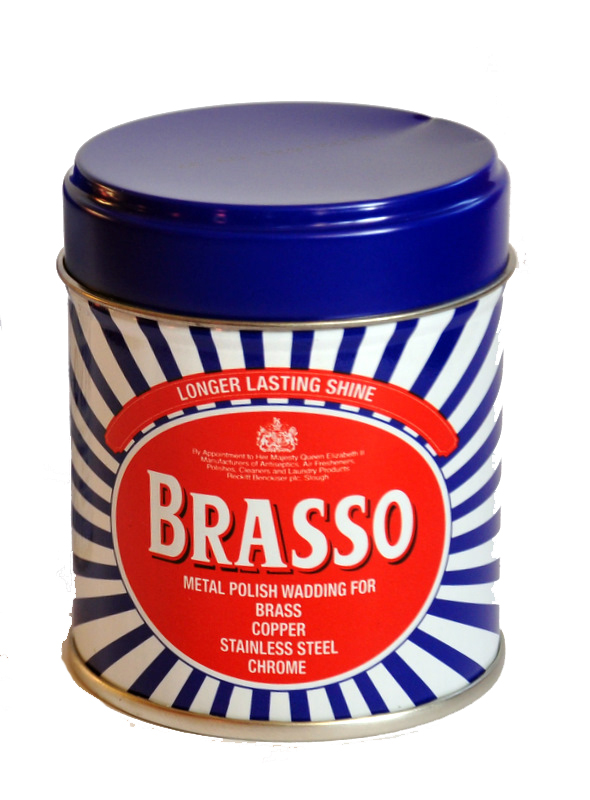 LONGER LASTING SHINE
By Appointment to Her Majesty Queen Elizabeth II
Manufacturers of Antiseptics, Air Fresheners,
Polishes, Cleaners and Laundry Products
Reckitt Benckiser plc, Slough
BRASSO
METAL POLISH WADDING FOR
BRASS
COPPER
STAINLESS STEEL
CHROME